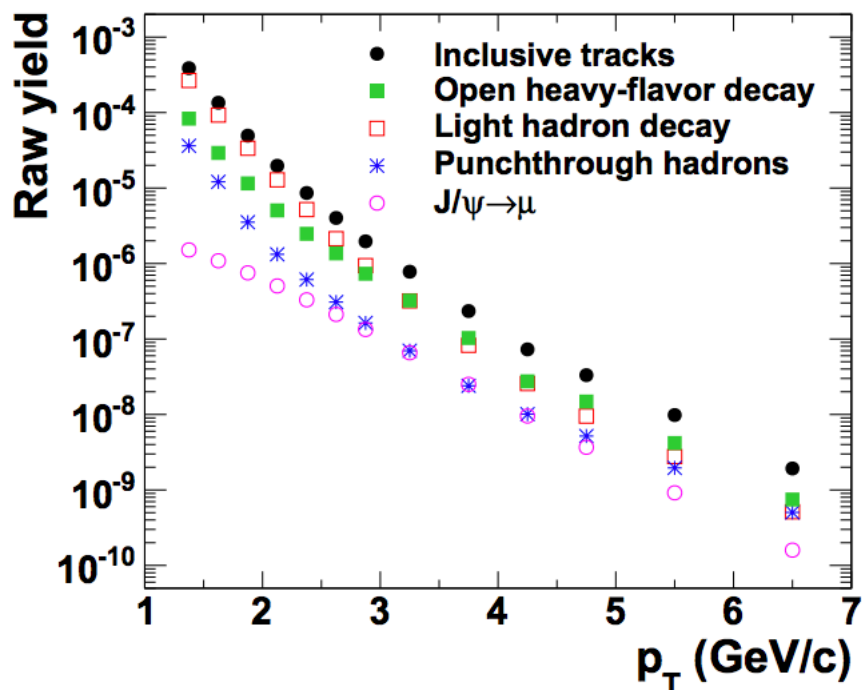 Raw yield
10⁻³
10⁻⁴
10⁻⁵
10⁻⁶
10⁻⁷
10⁻⁸
10⁻⁹
10⁻¹⁰
Inclusive tracks
Open heavy-flavor decay
Light hadron decay
Punchthrough hadrons
J/ψ→μ
1 2 3 4 5 6 7
p_T (GeV/c)